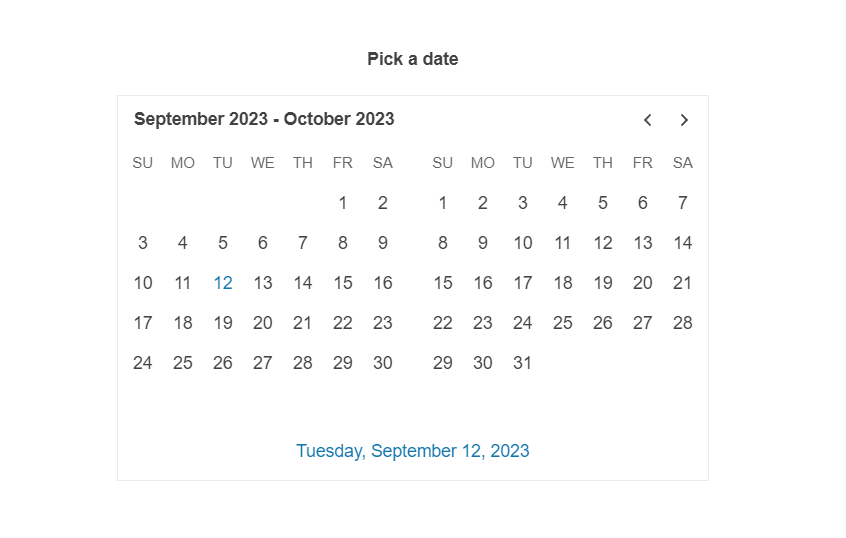 Pick a date
September 2023 - October 2023
SU MO TU WE TH FR SA SU MO TU WE TH FR SA
1 2 1 2 3 4 5 6 7
3 4 5 6 7 8 9 8 9 10 11 12 13 14
10 11 12 13 14 15 16 15 16 17 18 19 20 21
17 18 19 20 21 22 23 22 23 24 25 26 27 28
24 25 26 27 28 29 30 29 30 31
Tuesday, September 12, 2023